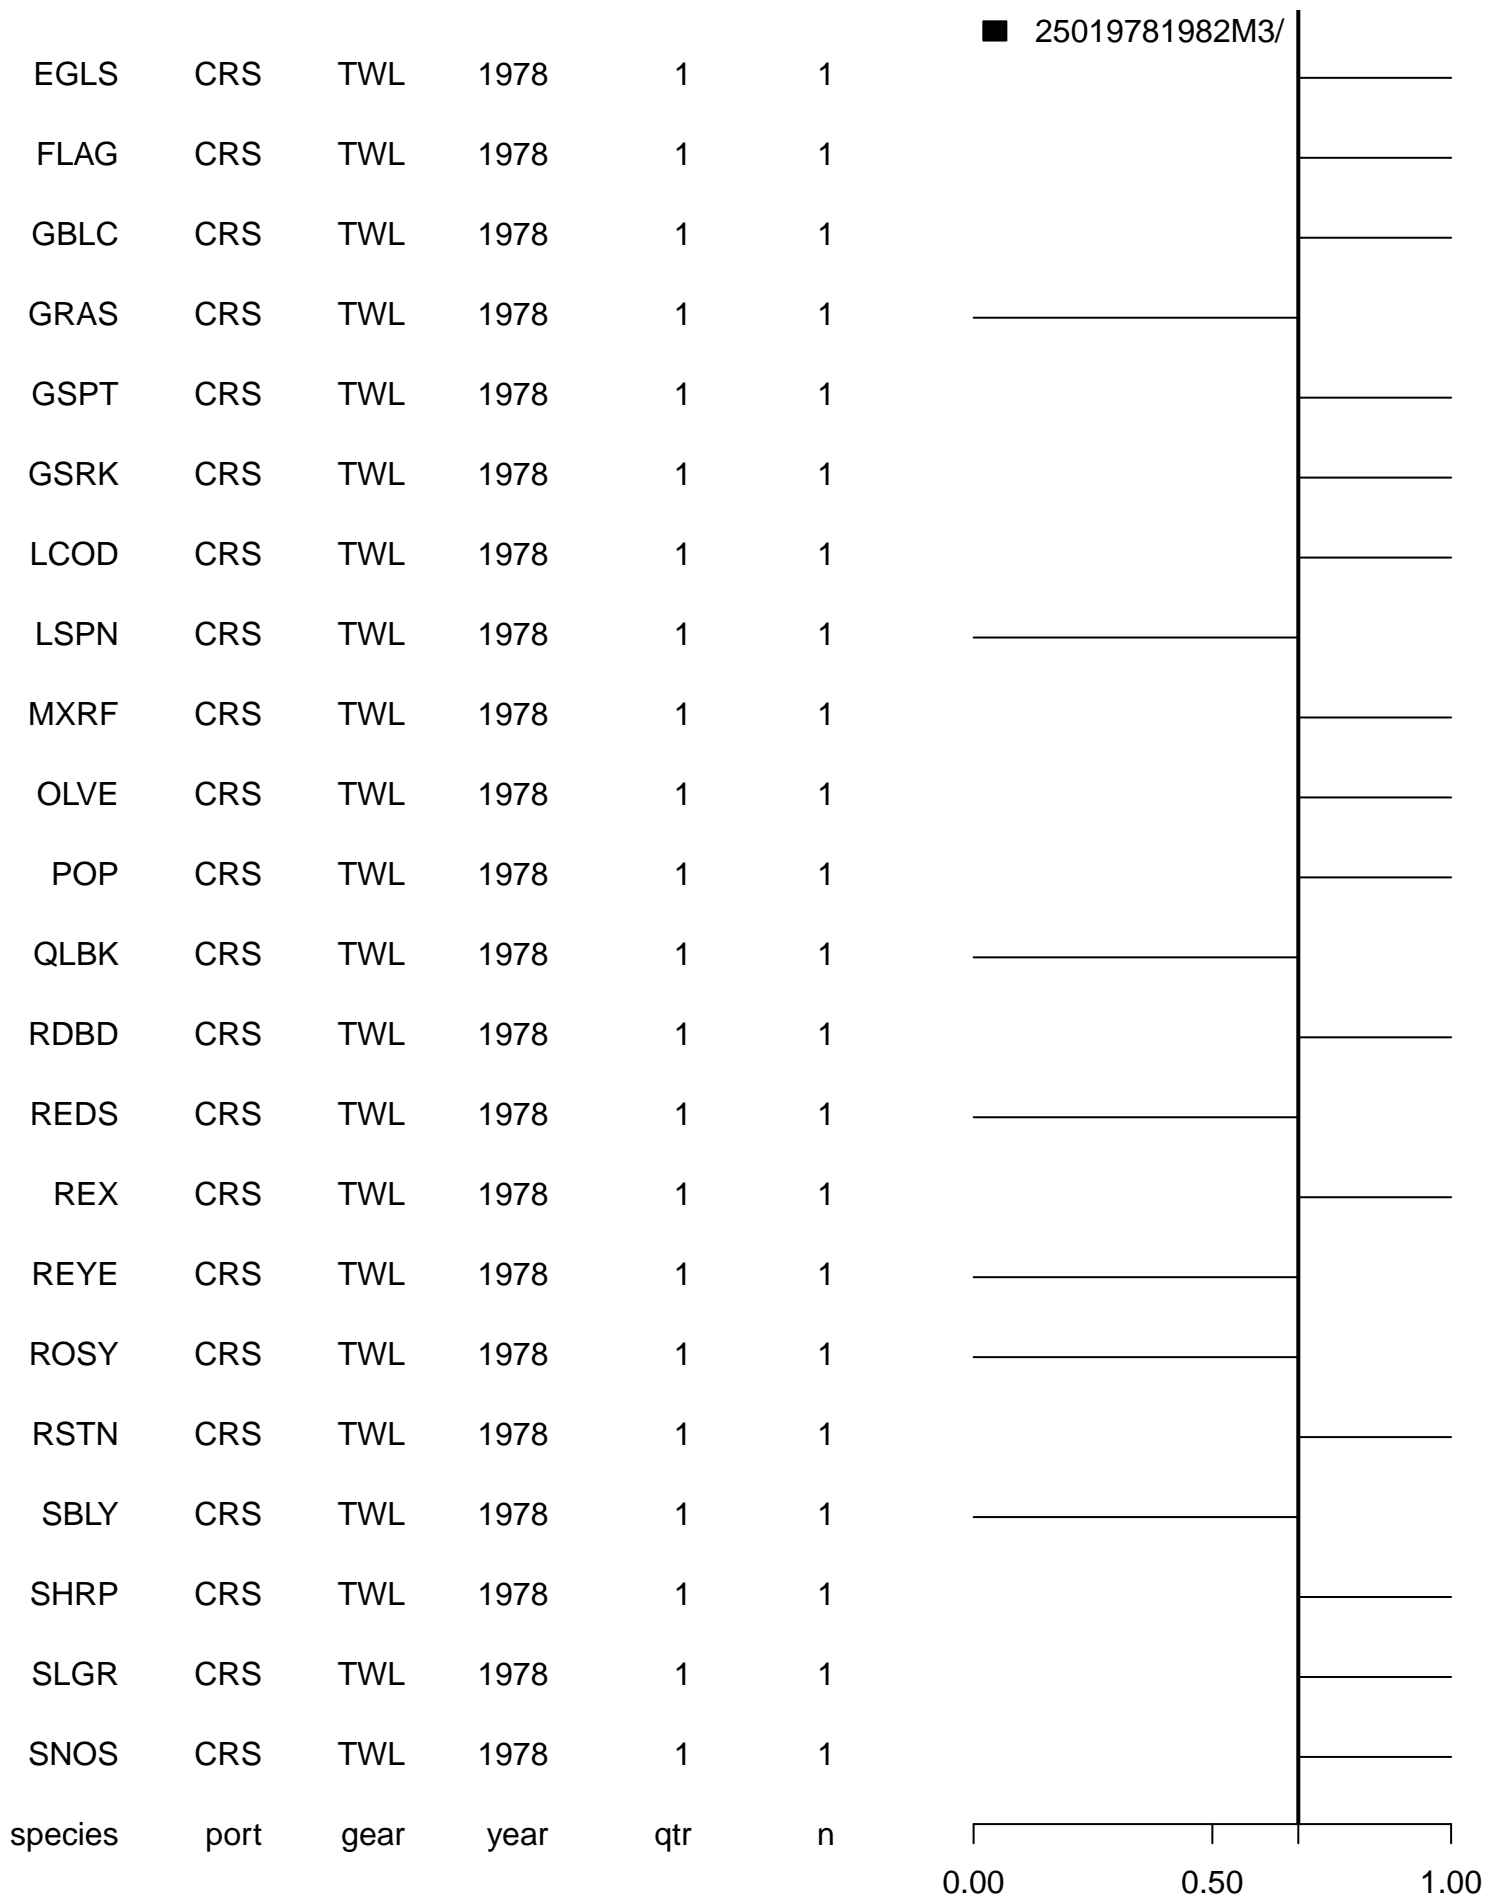 25019781982M3/
EGLS CRS TWL 1978 1 1
FLAG CRS TWL 1978 1 1
GBLC CRS TWL 1978 1 1
GRAS CRS TWL 1978 1 1
GSPT CRS TWL 1978 1 1
GSRK CRS TWL 1978 1 1
LCOD CRS TWL 1978 1 1
LSPN CRS TWL 1978 1 1
MXRF CRS TWL 1978 1 1
OLVE CRS TWL 1978 1 1
POP CRS TWL 1978 1 1
QLBK CRS TWL 1978 1 1
RDBD CRS TWL 1978 1 1
REDS CRS TWL 1978 1 1
REX CRS TWL 1978 1 1
REYE CRS TWL 1978 1 1
ROSY CRS TWL 1978 1 1
RSTN CRS TWL 1978 1 1
SBLY CRS TWL 1978 1 1
SHRP CRS TWL 1978 1 1
SLGR CRS TWL 1978 1 1
SNOS CRS TWL 1978 1 1
species port gear year qtr n
0.00 0.50 1.00